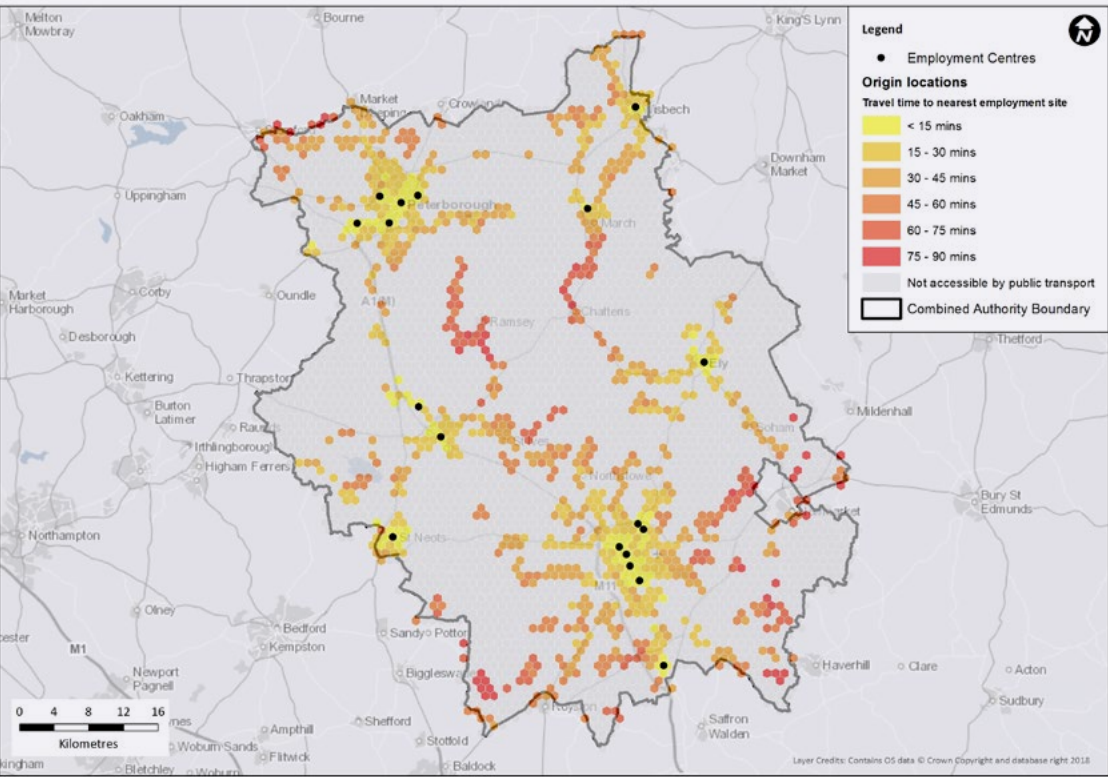 Melton
Mowbray
Bourne
King'S Lynn
Legend
N
Employment Centres
Origin locations
Travel time to nearest employment site
< 15 mins
15 - 30 mins
30 - 45 mins
45 - 60 mins
60 - 75 mins
75 - 90 mins
Not accessible by public transport
Combined Authority Boundary
Oakham
Market
Crowland
Downham
Market
Uppingham
Peterborough
March
Market
Harborough
Corby
Oundle
A1(M)
Ramsey
Chatteris
Desborough
Thetford
Kettering
Thrapston
Ely
Burton
Latimer
Mildenhall
Irthlingborough
Higham Ferrers
Soham
Northstowe
Bury St
Edmunds
Northampton
St Neots
M11
Olney
Bedford
Kempston
Sandy
Potton
M1
Newport
Pagnell
Haverhill
Clare
Acton
Sudbury
Royston
Saffron
Walden
0 4 8 12 16
Kilometres
Ampthill
Shefford
Stotfold
Woburn Sands
Flitwick
Bletchley
Woburn
Baldock
Layer Credits: Contains OS data © Crown Copyright and database right 2018